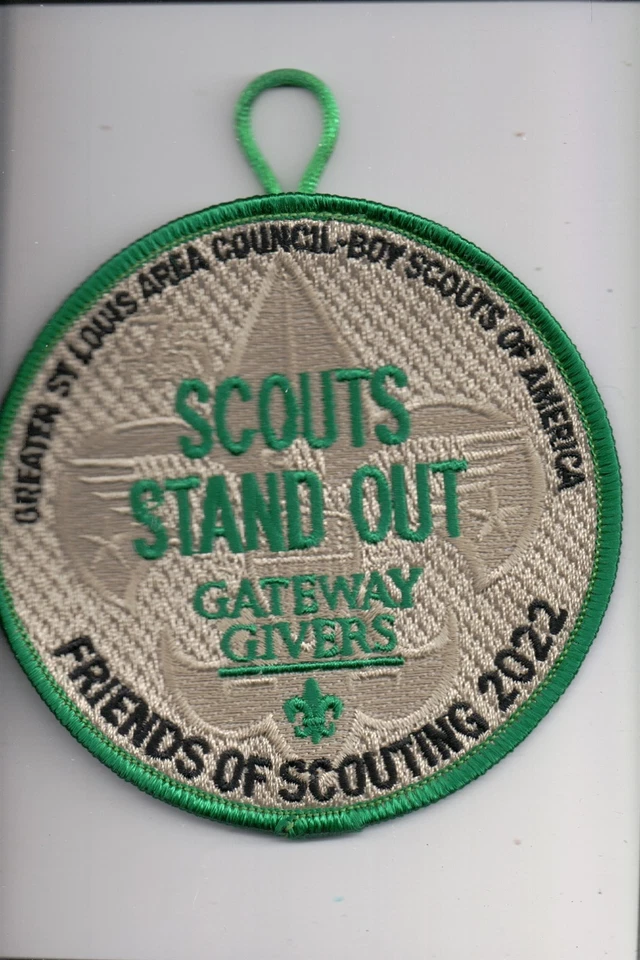 GREATER ST LOUIS AREA COUNCIL-BOY SCOUTS OF AMERICA
SCOUTS
STAND OUT
GATEWAY
GIVERS
FRIENDS OF SCOUTING 2022